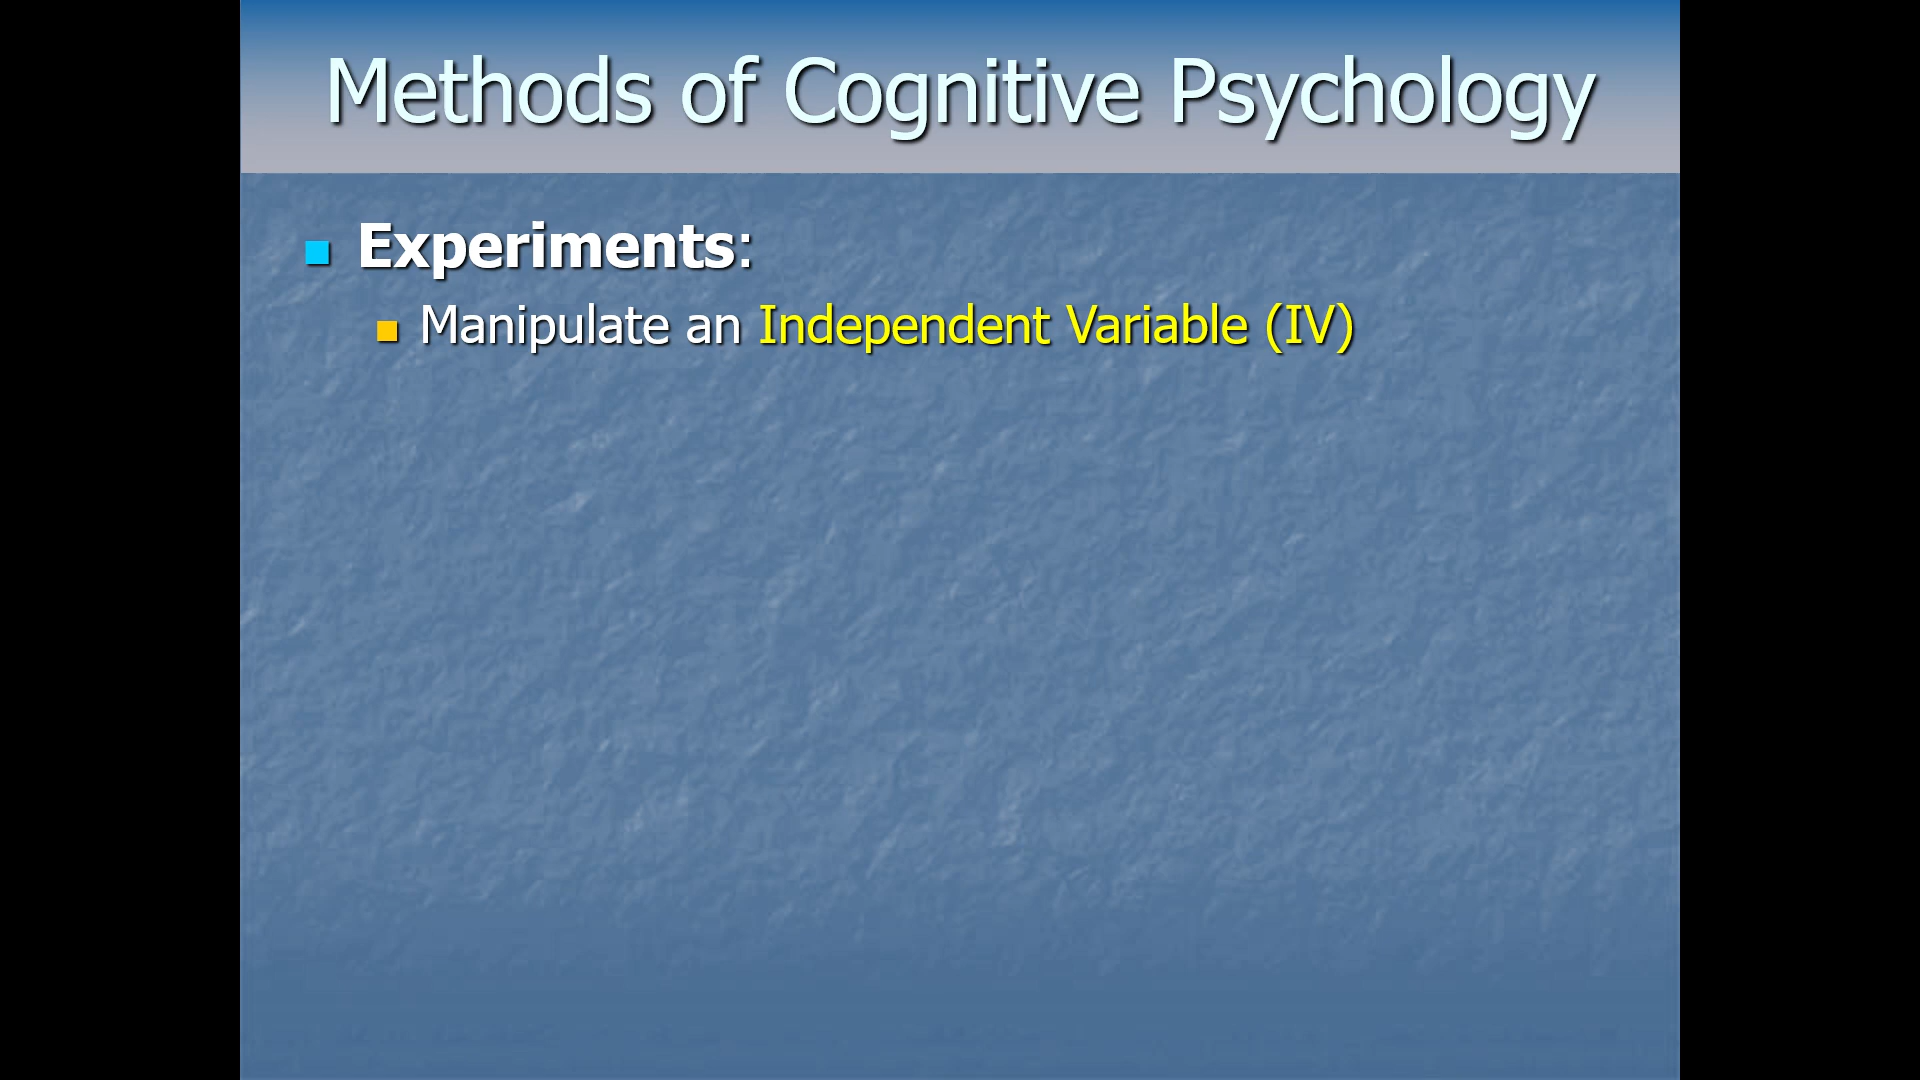 Methods of Cognitive Psychology
Experiments:
Manipulate an Independent Variable (IV)